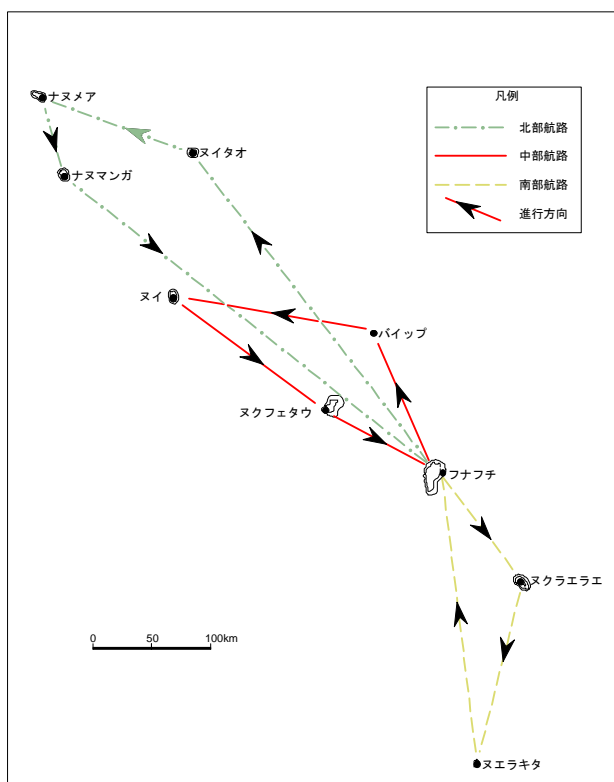 ナヌメア
凡例
北部航路
ヌイタオ
中部航路
ナヌマンガ
南部航路
進行方向
ヌイ
バイップ
ヌクフェタウ
フナフチ
ヌクラエラエ
0 50 100km
ヌエラキタ